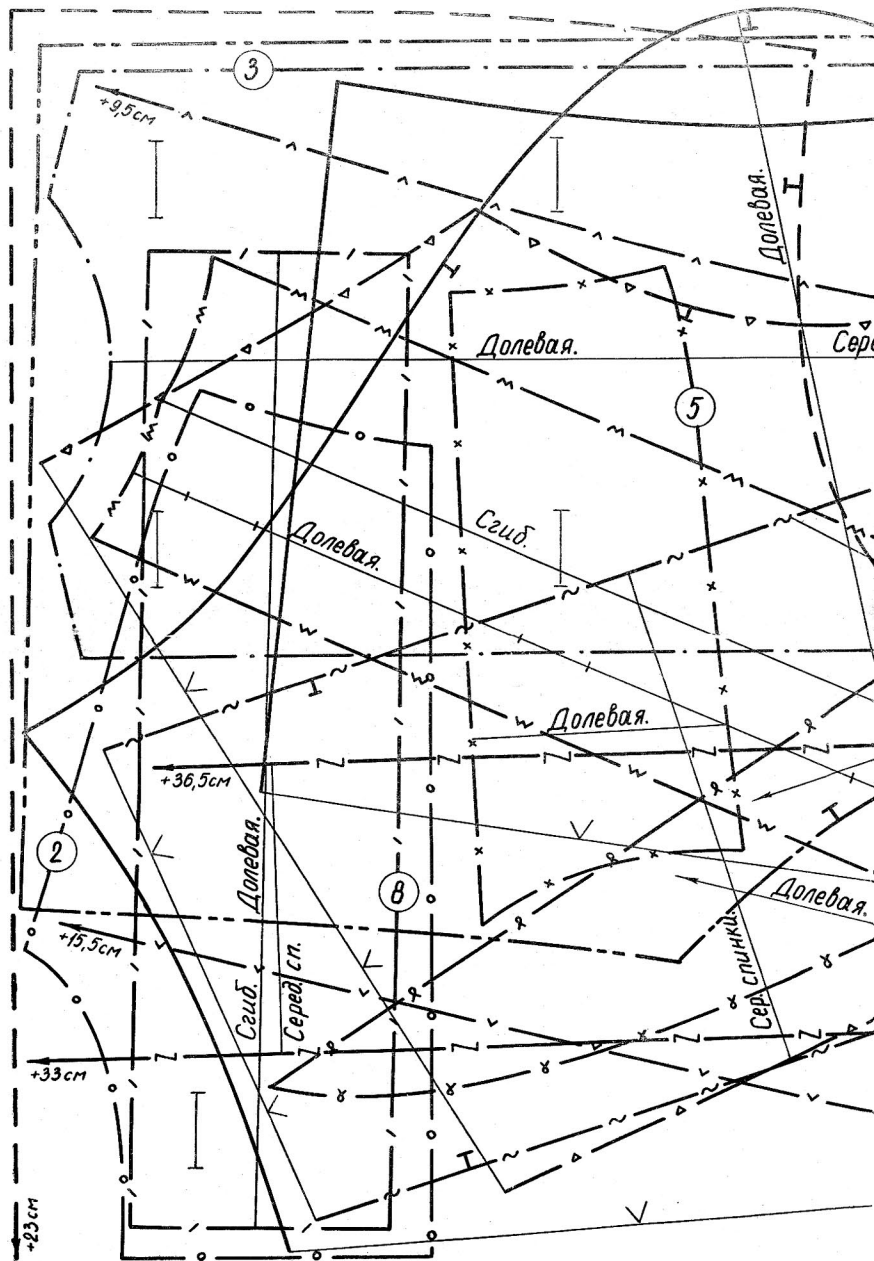 3
+9,5см
Долевая.
Долевая.
Сере
5
Сгиб.
Долевая.
Долевая.
+36,5см
2
Долевая.
8
Долевая.
+15,5см
Сгиб.
Серед. сп.
Сер. спинки.
+33см
+23см